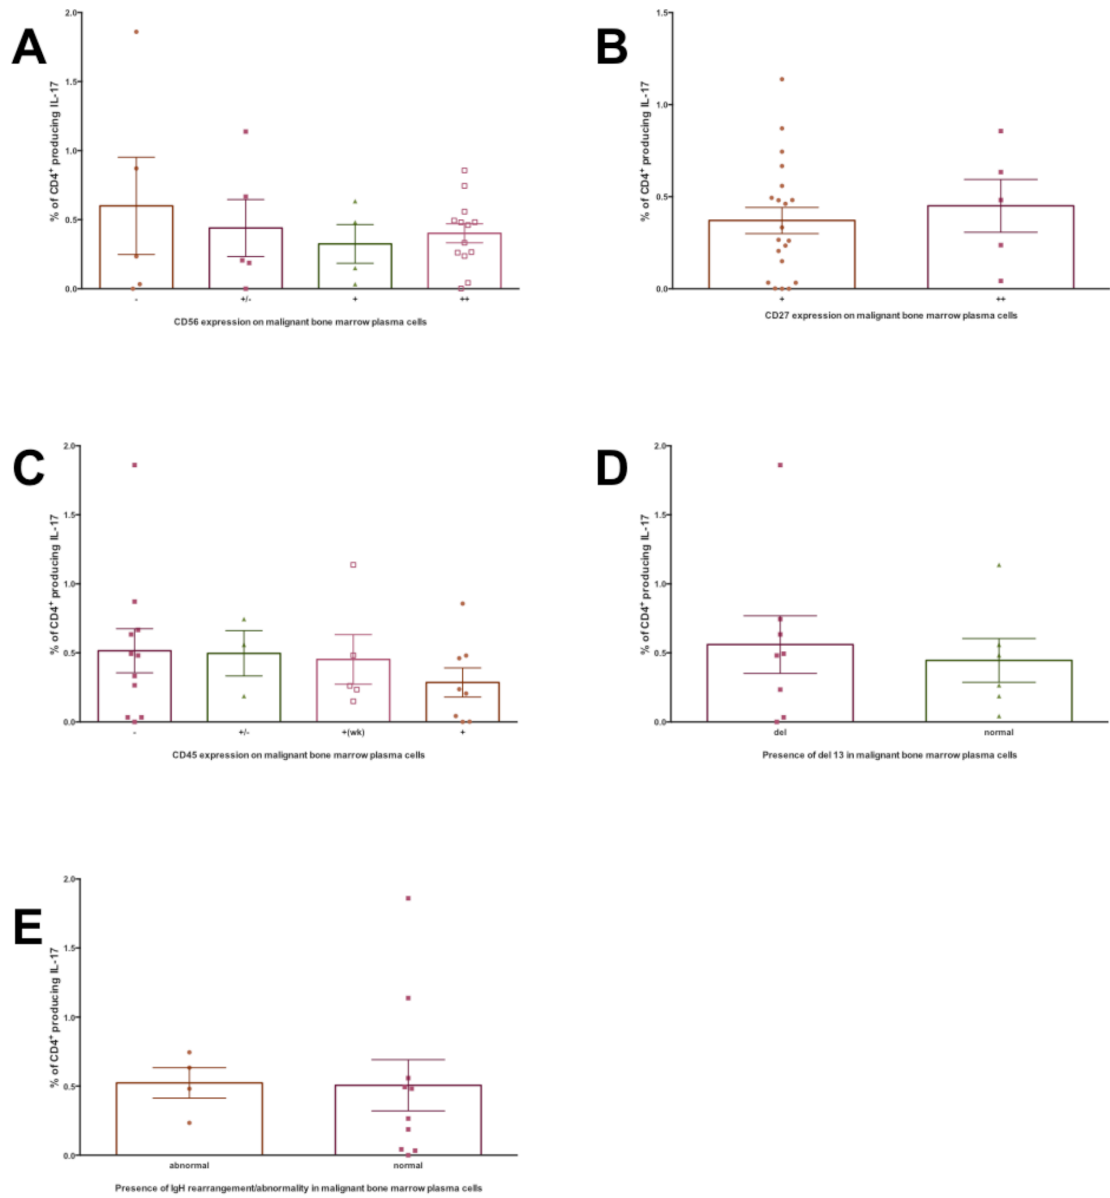 A
2.0
1.5
1.0
0.5
0.0
% of CD4+ producing IL-17
- +/- + ++
CD56 expression on malignant bone marrow plasma cells
B
1.5
1.0
0.5
0.0
% of CD4+ producing IL-17
+ ++
CD27 expression on malignant bone marrow plasma cells
C
2.0
1.5
1.0
0.5
0.0
% of CD4+ producing IL-17
- +/- +(wk) +
CD45 expression on malignant bone marrow plasma cells
D
2.0
1.5
1.0
0.5
0.0
% of CD4+ producing IL-17
del normal
Presence of del 13 in malignant bone marrow plasma cells
E
2.0
1.5
1.0
0.5
0.0
% of CD4+ producing IL-17
abnormal normal
Presence of IgH rearrangement/abnormality in malignant bone marrow plasma cells